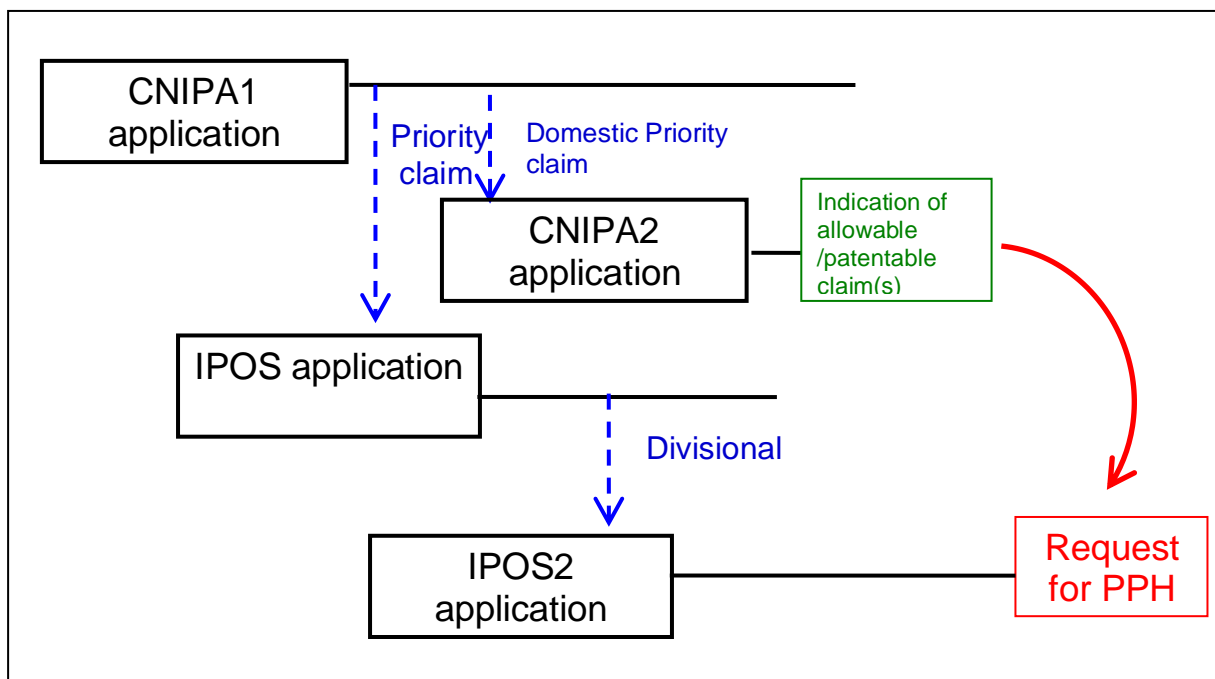 CNIPA1
application
Priority
claim
Domestic Priority
claim
CNIPA2
application
Indication of
allowable
/patentable
claim(s)
IPOS application
Divisional
IPOS2
application
Request
for PPH